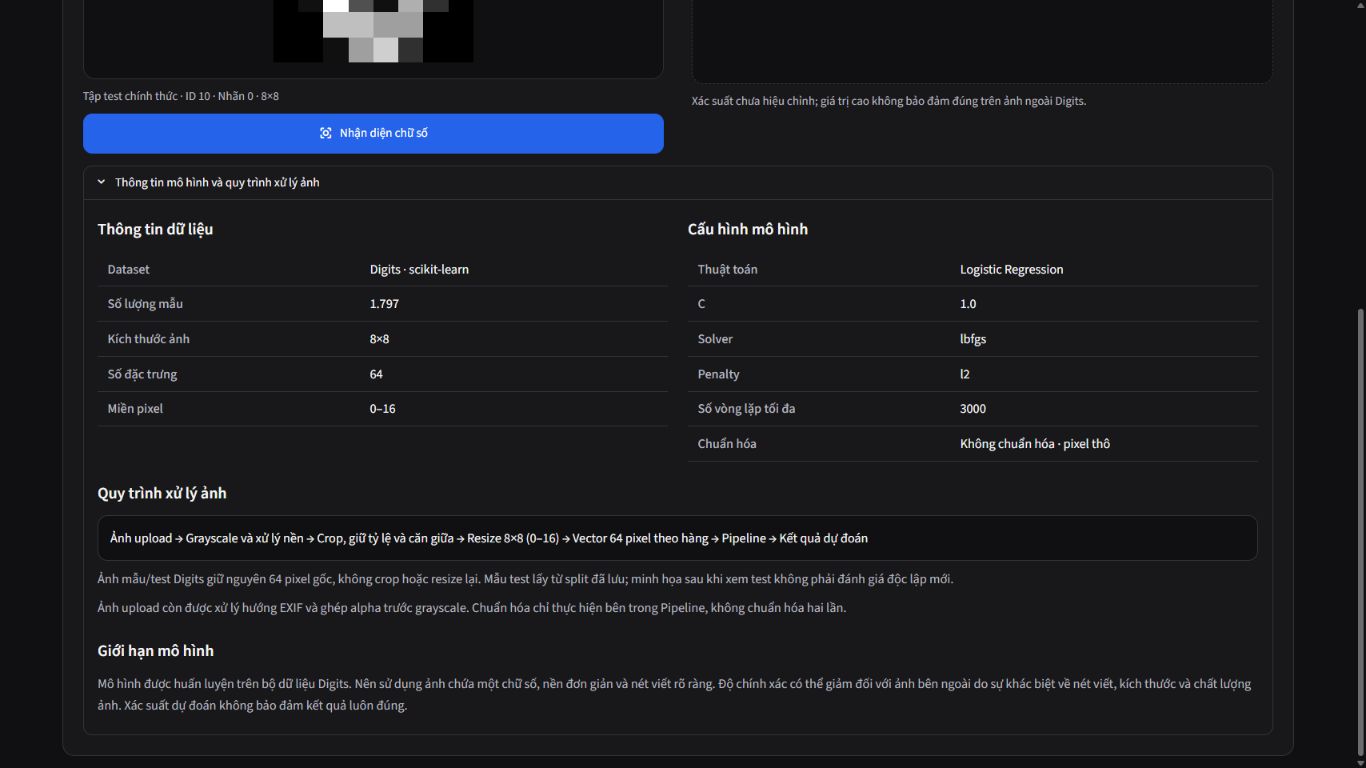 Tập test chính thức · ID 10 · Nhãn 0 · 8×8
Xác suất chưa hiệu chỉnh; giá trị cao không bảo đảm đúng trên ảnh ngoài Digits.
Nhận diện chữ số
Thông tin mô hình và quy trình xử lý ảnh
Thông tin dữ liệu
Dataset Digits · scikit-learn
Số lượng mẫu 1.797
Kích thước ảnh 8×8
Số đặc trưng 64
Miền pixel 0–16
Cấu hình mô hình
Thuật toán Logistic Regression
C 1.0
Solver lbfgs
Penalty l2
Số vòng lặp tối đa 3000
Chuẩn hóa Không chuẩn hóa · pixel thô
Quy trình xử lý ảnh
Ảnh upload → Grayscale và xử lý nền → Crop, giữ tỷ lệ và căn giữa → Resize 8×8 (0–16) → Vector 64 pixel theo hàng → Pipeline → Kết quả dự đoán
Ảnh mẫu/test Digits giữ nguyên 64 pixel gốc, không crop hoặc resize lại. Mẫu test lấy từ split đã lưu; minh họa sau khi xem test không phải đánh giá độc lập mới.
Ảnh upload còn được xử lý hướng EXIF và ghép alpha trước grayscale. Chuẩn hóa chỉ thực hiện bên trong Pipeline, không chuẩn hóa hai lần.
Giới hạn mô hình
Mô hình được huấn luyện trên bộ dữ liệu Digits. Nên sử dụng ảnh chứa một chữ số, nền đơn giản và nét viết rõ ràng. Độ chính xác có thể giảm đối với ảnh bên ngoài do sự khác biệt về nét viết, kích thước và chất lượng
ảnh. Xác suất dự đoán không bảo đảm kết quả luôn đúng.